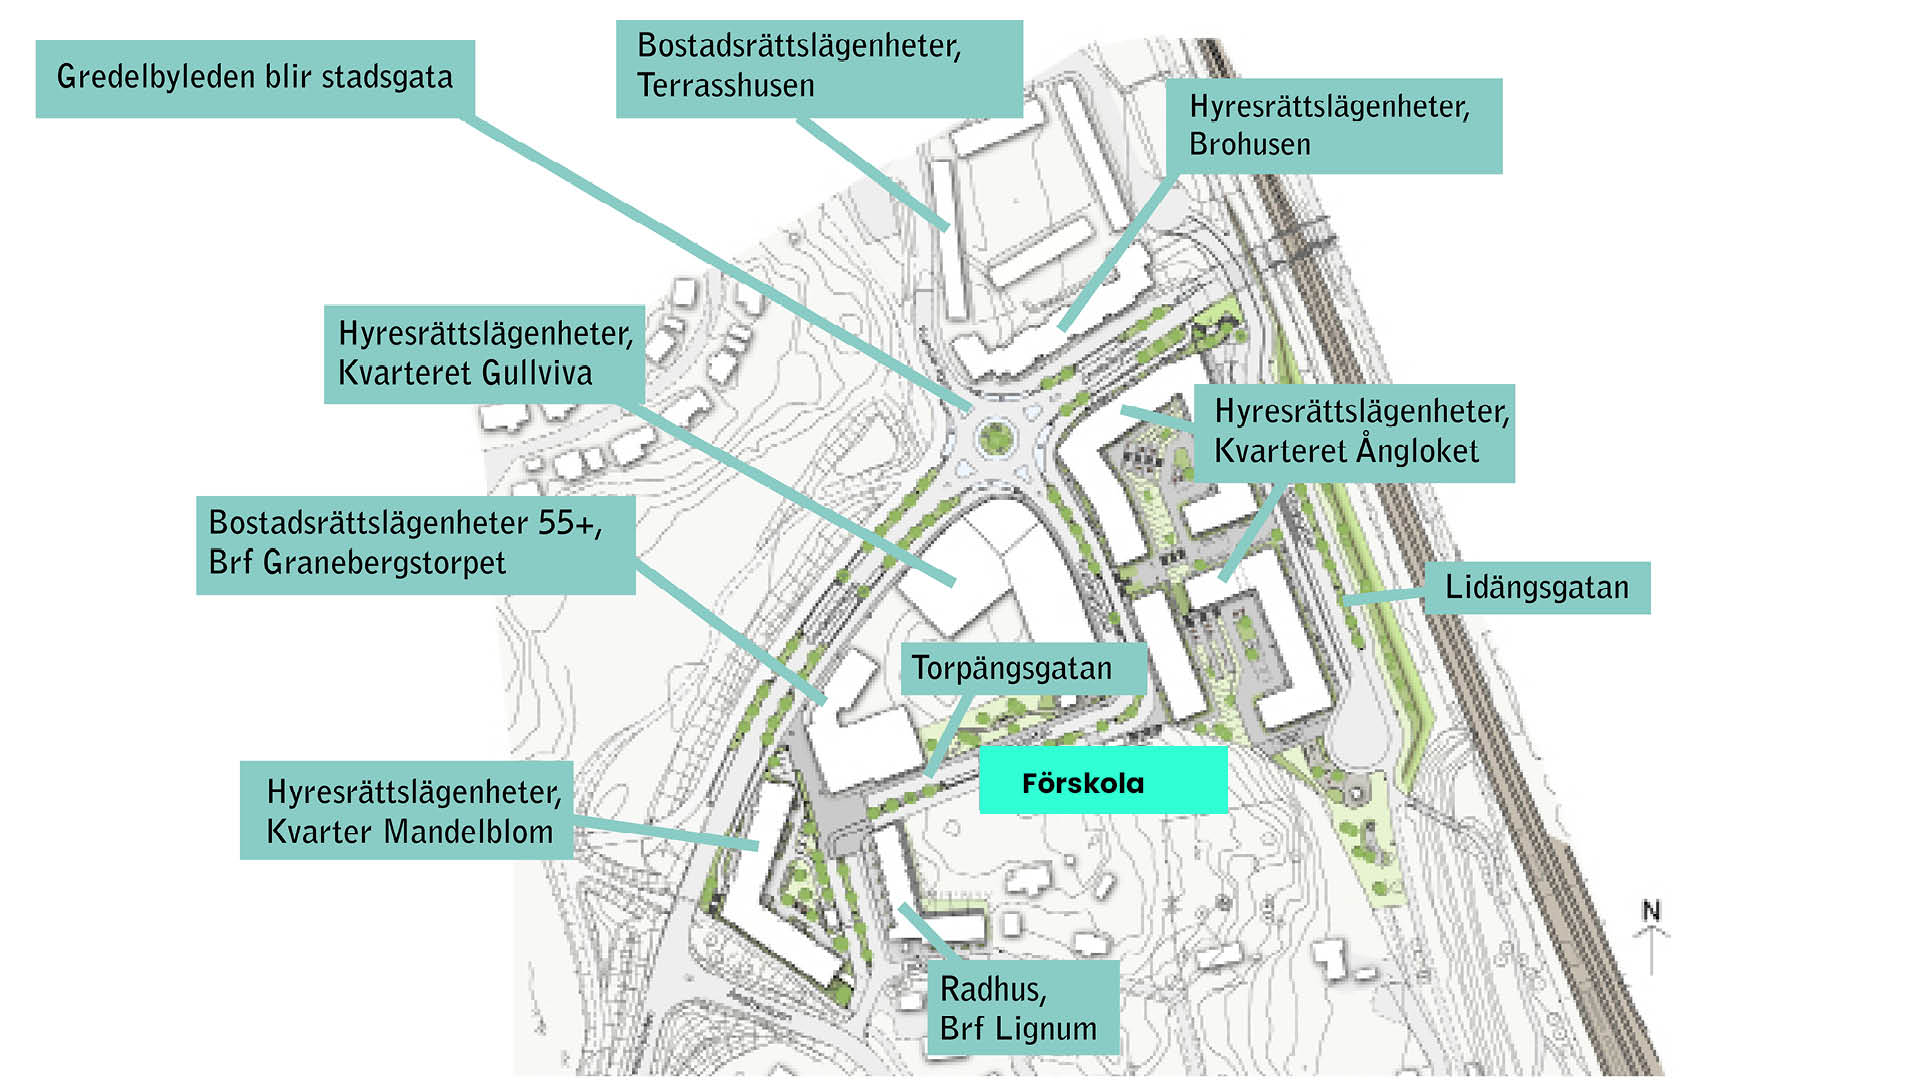 Gredelbyleden blir stadsgata
Bostadsrättslägenheter,
Terrasshusen
Hyresrättslägenheter,
Brohusen
Hyresrättslägenheter,
Kvarteret Gullviva
Hyresrättslägenheter,
Kvarteret Ångloket
Bostadsrättslägenheter 55+,
Brf Granebergstorpet
Lidängsgatan
Torpängsgatan
Förskola
Hyresrättslägenheter,
Kvarter Mandelblom
N
Radhus,
Brf Lignum